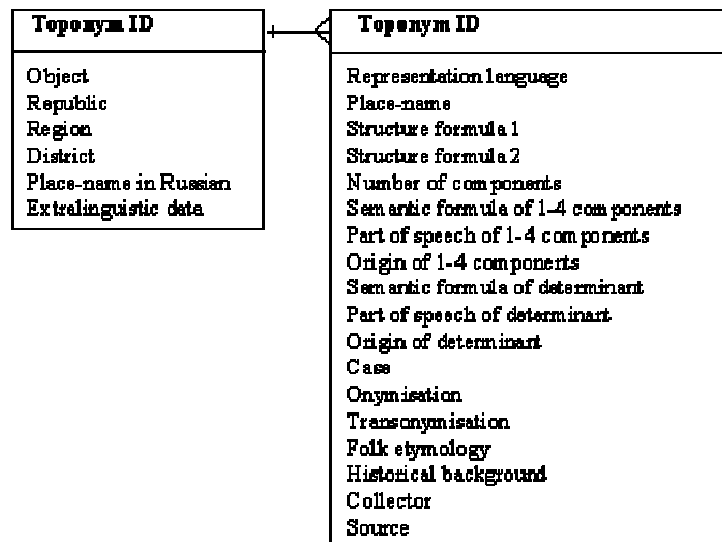 Toponym ID
Object
Republic
Region
District
Place-name in Russian
Extralinguistic data
Toponym ID
Representation language
Place-name
Structure formula 1
Structure formula 2
Number of components
Semantic formula of 1-4 components
Part of speech of 1-4 components
Origin of 1-4 components
Semantic formula of determinant
Part of speech of determinant
Origin of determinant
Case
Onymisation
Transonymisation
Folk etymology
Historical background
Collector
Source